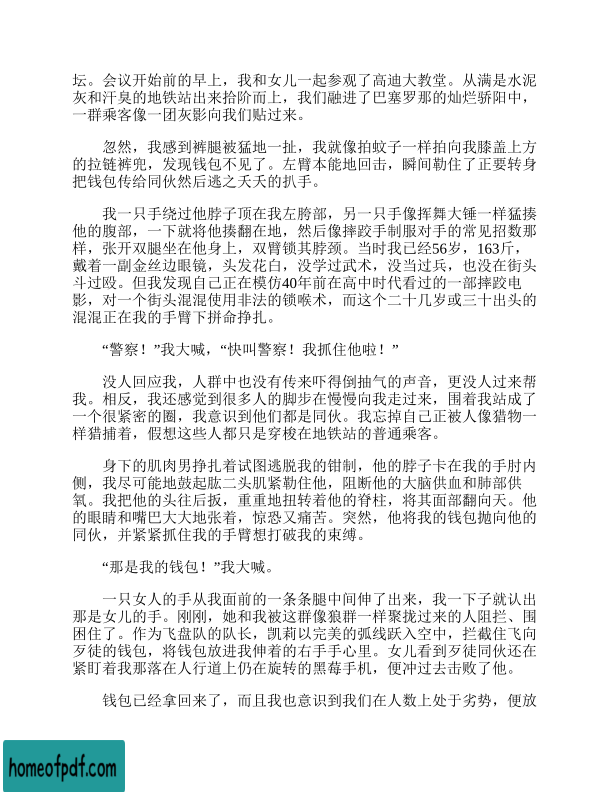 坛。会议开始前的早上，我和女儿一起参观了高迪大教堂。从满是水泥
灰和汗臭的地铁站出来拾阶而上，我们融进了巴塞罗那的灿烂骄阳中，
一群乘客像一团灰影向我们贴过来。
忽然，我感到裤腿被猛地一扯，我就像拍蚊子一样拍向我膝盖上方
的拉链裤兜，发现钱包不见了。左臂本能地回击，瞬间勒住了正要转身
把钱包传给同伙然后逃之夭夭的扒手。
我一只手绕过他脖子顶在我左胯部，另一只手像挥舞大锤一样猛揍
他的腹部，一下就将他揍翻在地，然后像摔跤手制服对手的常见招数那
样，张开双腿坐在他身上，双臂锁其脖颈。当时我已经56岁，163斤，
戴着一副金丝边眼镜，头发花白，没学过武术，没当过兵，也没在街头
斗过殴。但我发现自己正在模仿40年前在高中时代看过的一部摔跤电
影，对一个街头混混使用非法的锁喉术，而这个二十几岁或三十出头的
混混正在我的手臂下拼命挣扎。
“警察！”我大喊，“快叫警察！我抓住他啦！”
没人回应我，人群中也没有传来吓得倒抽气的声音，更没人过来帮
我。相反，我还感觉到很多人的脚步在慢慢向我走过来，围着我站成了
一个很紧密的圈，我意识到他们都是同伙。我忘掉自己正被人像猎物一
样猎捕着，假想这些人都只是穿梭在地铁站的普通乘客。
身下的肌肉男挣扎着试图逃脱我的钳制，他的脖子卡在我的手肘内
侧，我尽可能地鼓起肱二头肌紧勒住他，阻断他的大脑供血和肺部供
氧。我把他的头往后扳，重重地扭转着他的脊柱，将其面部翻向天。他
的眼睛和嘴巴大大地张着，惊恐又痛苦。突然，他将我的钱包抛向他的
同伙，并紧紧抓住我的手臂想打破我的束缚。
“那是我的钱包！”我大喊。
一只女人的手从我面前的一条条腿中间伸了出来，我一下子就认出
那是女儿的手。刚刚，她和我被这群像狼群一样聚拢过来的人阻拦、围
困住了。作为飞盘队的队长，凯莉以完美的弧线跃入空中，拦截住飞向
歹徒的钱包，将钱包放进我伸着的右手手心里。女儿看到歹徒同伙还在
紧盯着我那落在人行道上仍在旋转的黑莓手机，便冲过去击败了他。
钱包已经拿回来了，而且我也意识到我们在人数上处于劣势，便放
homeofpdf.com